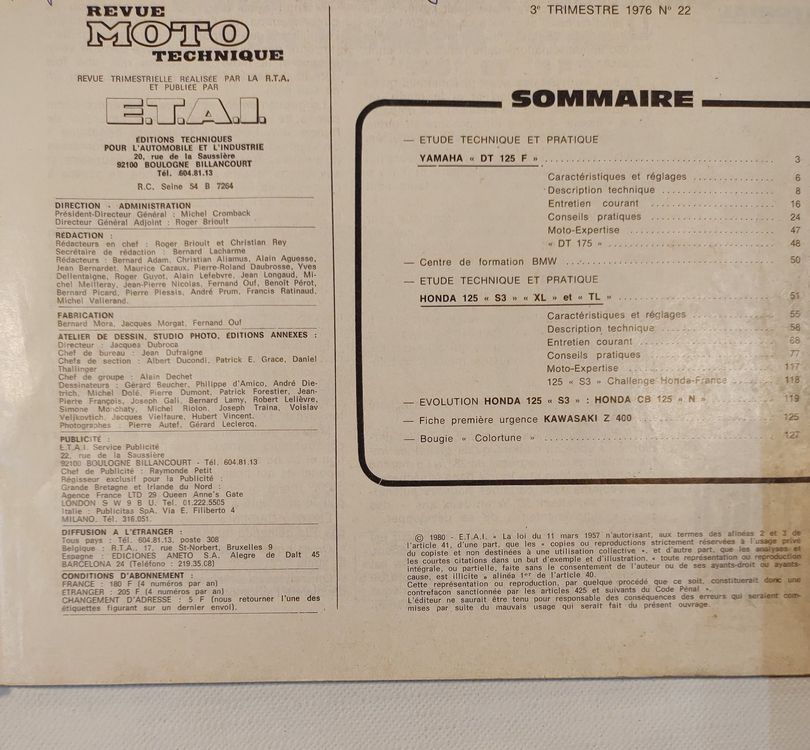 REVUE
MOTO
TECHNIQUE
REVUE TRIMESTRIELLE REALISÉE PAR LA R.T.A.
ET PUBLIÉE PAR
E.T.A.I.
ÉDITIONS TECHNIQUES
POUR L'AUTOMOBILE ET L'INDUSTRIE
20, rue de la Saussière
92100 BOULOGNE BILLANCOURT
Tél. 604.81.13
R.C. Seine 54 B 7264
DIRECTION - ADMINISTRATION
Président-Directeur Général : Michel Cromback
Directeur Général Adjoint : Roger Brioult
RÉDACTION :
Rédacteurs en chef : Roger Brioult et Christian Rey
Secrétaire de rédaction : Bernard Lacharme
Rédacteurs : Bernard Adam, Christian Aliamus, Alain Aguesse,
Jean Bernardet, Maurice Cazaux, Pierre-Roland Daubrosse, Yves
Dellentaigne, Roger Guyot, Alain Lefebvre, Jean Longaud, Mi-
chel Meilleray, Jean-Pierre Nicolas, Fernand Ouf, Benoît Pérot,
Bernard Picard, Pierre Plessis, André Prum, Francis Ratinaud,
Michel Vallerand.
FABRICATION
Bernard Mora, Jacques Morgat, Fernand Ouf
ATELIER DE DESSIN, STUDIO PHOTO, ÉDITIONS ANNEXES :
Directeur : Jacques Dubroca
Chef de bureau : Jean Dufraigne
Chefs de section : Albert Ducondi, Patrick E. Grace, Daniel
Thallinger
Chef de groupe : Alain Dechet
Dessinateurs : Gérard Beucher, Philippe d'Amico, André Die-
trich, Michel Dolé, Pierre Dumont, Patrick Forestier, Jean-
Pierre François, Joseph Gali, Bernard Lamy, Robert Lelièvre,
Simone Monchaty, Michel Rioton, Joseph Traina, Voislav
Veljkovitch, Jacques Vielfaure, Hubert Vincent.
Photographes : Pierre Autef, Gérard Leclercq.
PUBLICITÉ :
E.T.A.I. Service Publicité
22, rue de la Saussière
92100 BOULOGNE BILLANCOURT - Tél. 604.81.13
Chef de Publicité : Raymonde Petit
Régisseur exclusif pour la Publicité :
Grande Bretagne et Irlande du Nord :
Agence France LTD 29 Queen Anne's Gate
LONDON S W 9 B U. Tel. 01.222.5505
Italie : Publicitas SpA, Via E. Filiberto 4
MILANO, Tél. 316.051.
DIFFUSION A L'ÉTRANGER :
Tous pays : Tél. 604.81.13, poste 308
Belgique : R.T.A., 17, rue St-Norbert, Bruxelles 9
Espagne : EDICIONES ANETO S.A. Alegre de Dalt 45
BARCELONA 24 (Teléfono : 219.35.08)
CONDITIONS D'ABONNEMENT :
FRANCE : 180 F (4 numéros par an)
ETRANGER : 205 F (4 numéros par an)
CHANGEMENT D'ADRESSE : 5 F (nous retourner l'une des
étiquettes figurant sur un dernier envoi).
3e TRIMESTRE 1976 N° 22
SOMMAIRE
— ETUDE TECHNIQUE ET PRATIQUE
YAMAHA « DT 125 F » 3
Caractéristiques et réglages 6
Description technique 8
Entretien courant 16
Conseils pratiques 24
Moto-Expertise 47
« DT 175 » 48
— Centre de formation BMW 50
— ETUDE TECHNIQUE ET PRATIQUE
HONDA 125 « S3 » « XL » et « TL » 51
Caractéristiques et réglages 55
Description technique 58
Entretien courant 68
Conseils pratiques 77
Moto-Expertise 117
125 « S3 » Challenge Honda-France 118
— EVOLUTION HONDA 125 « S3 » : HONDA CB 125 « N » 119
— Fiche première urgence KAWASAKI Z 400 125
— Bougie « Colortune » 127
© 1980 - E.T.A.I. « La loi du 11 mars 1957 n'autorisant, aux termes des alinéas 2 et 3 de
l'article 41, d'une part, que les « copies ou reproductions strictement réservées à l'usage privé
du copiste et non destinées à une utilisation collective », et d'autre part, que les analyses et
les courtes citations dans un but d'exemple et d'illustration, « toute représentation ou reproduction
intégrale, ou partielle, faite sans le consentement de l'auteur ou de ses ayants-droit ou ayants-
cause, est illicite » alinéa 1er de l'article 40.
Cette représentation ou reproduction, par quelque procédé que ce soit, constituerait donc une
contrefaçon sanctionnée par les articles 425 et suivants du Code Pénal ».
L'éditeur ne saurait être tenu pour responsable des conséquences des erreurs qui seraient com-
mises par suite du mauvais usage qui serait fait du présent ouvrage.